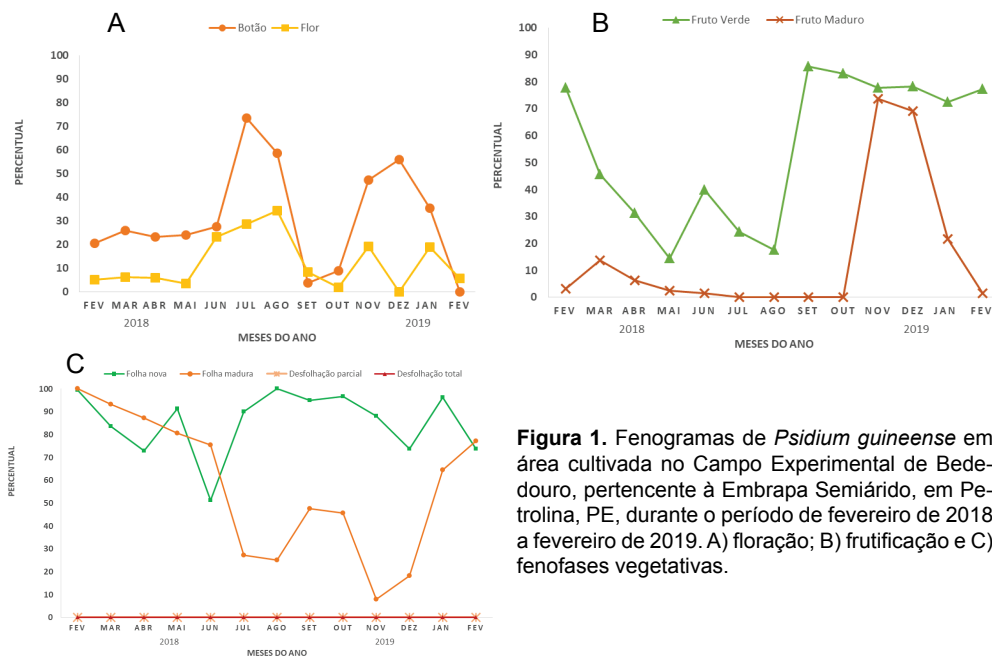 A
Botão Flor
100
90
80
70
60
50
40
30
20
10
0
PERCENTUAL
FEV MAR ABR MAI JUN JUL AGO SET OUT NOV DEZ JAN FEV
2018 2019
MESES DO ANO
B
Fruto Verde Fruto Maduro
100
90
80
70
60
50
40
30
20
10
0
PERCENTUAL
FEV MAR ABR MAI JUN JUL AGO SET OUT NOV DEZ JAN FEV
2018 2019
MESES DO ANO
C
Folha nova Folha madura Desfolhação parcial Desfolhação total
100
90
80
70
60
50
40
30
20
10
0
PERCENTUAL
FEV MAR ABR MAI JUN JUL AGO SET OUT NOV DEZ JAN FEV
2018 2019
MESES DO ANO
Figura 1. Fenogramas de Psidium guineense em
área cultivada no Campo Experimental de Bede-
douro, pertencente à Embrapa Semiárido, em Pe-
trolina, PE, durante o período de fevereiro de 2018
a fevereiro de 2019. A) floração; B) frutificação e C)
fenofases vegetativas.